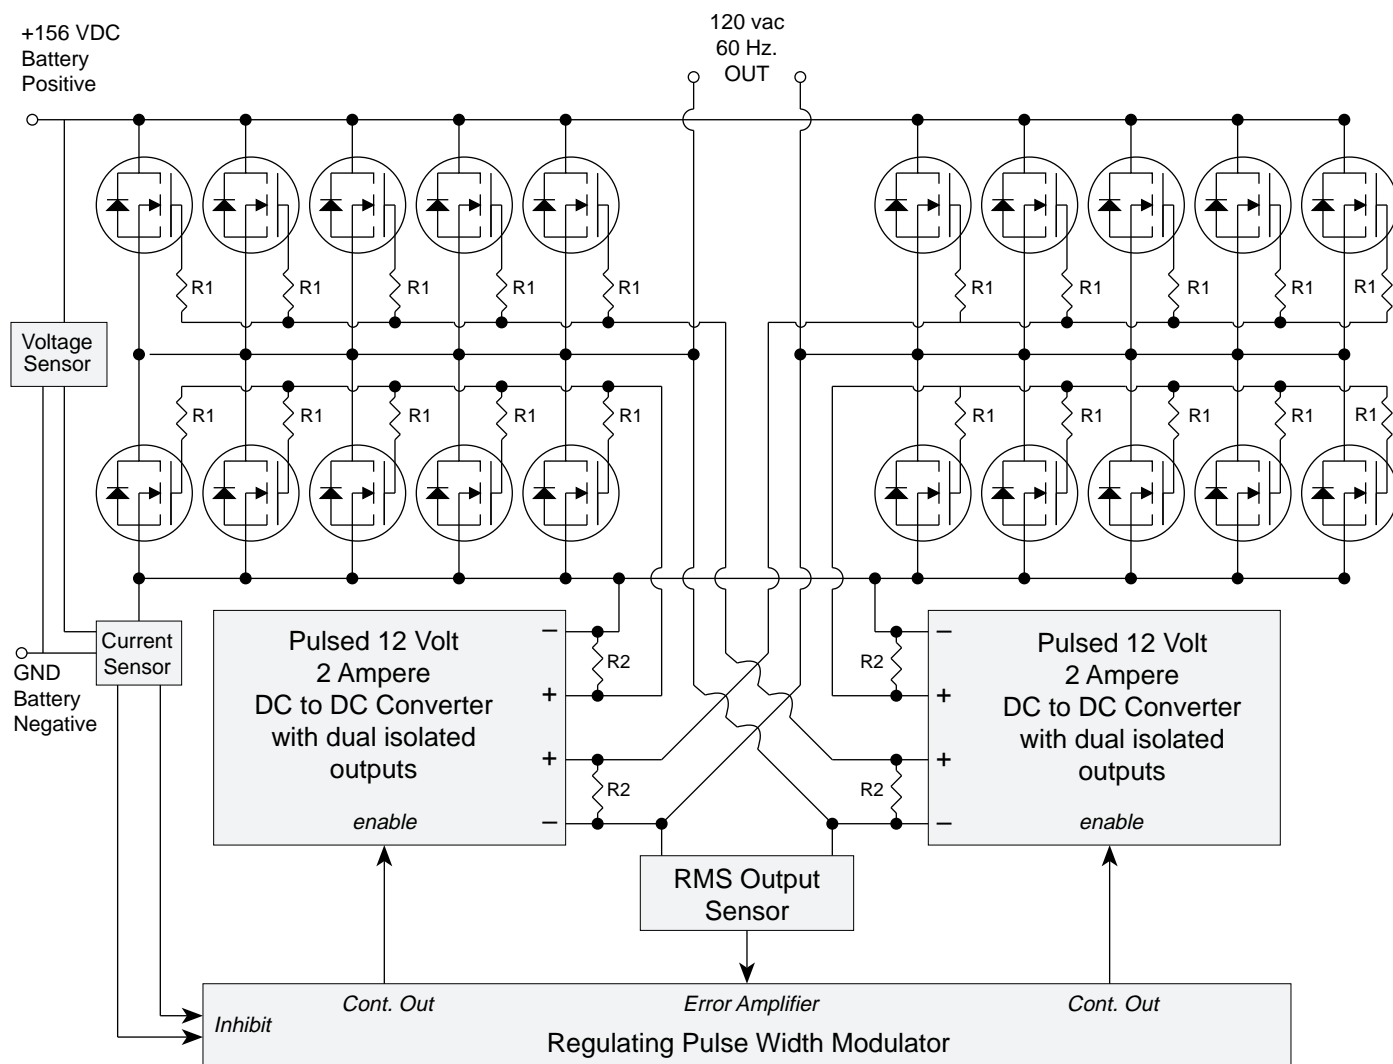 +156 VDC
Battery
Positive
120 vac
60 Hz.
OUT
R1 R1 R1 R1 R1 R1 R1 R1 R1 R1
Voltage
Sensor
R1 R1 R1 R1 R1 R1 R1 R1 R1 R1
Current
Sensor
GND
Battery
Negative
Pulsed 12 Volt
2 Ampere
DC to DC Converter
with dual isolated
outputs
enable
−
+
+
−
R2
R2
R2
R2
Pulsed 12 Volt
2 Ampere
DC to DC Converter
with dual isolated
outputs
enable
−
+
+
−
RMS Output
Sensor
Inhibit
Cont. Out
Error Amplifier
Cont. Out
Regulating Pulse Width Modulator